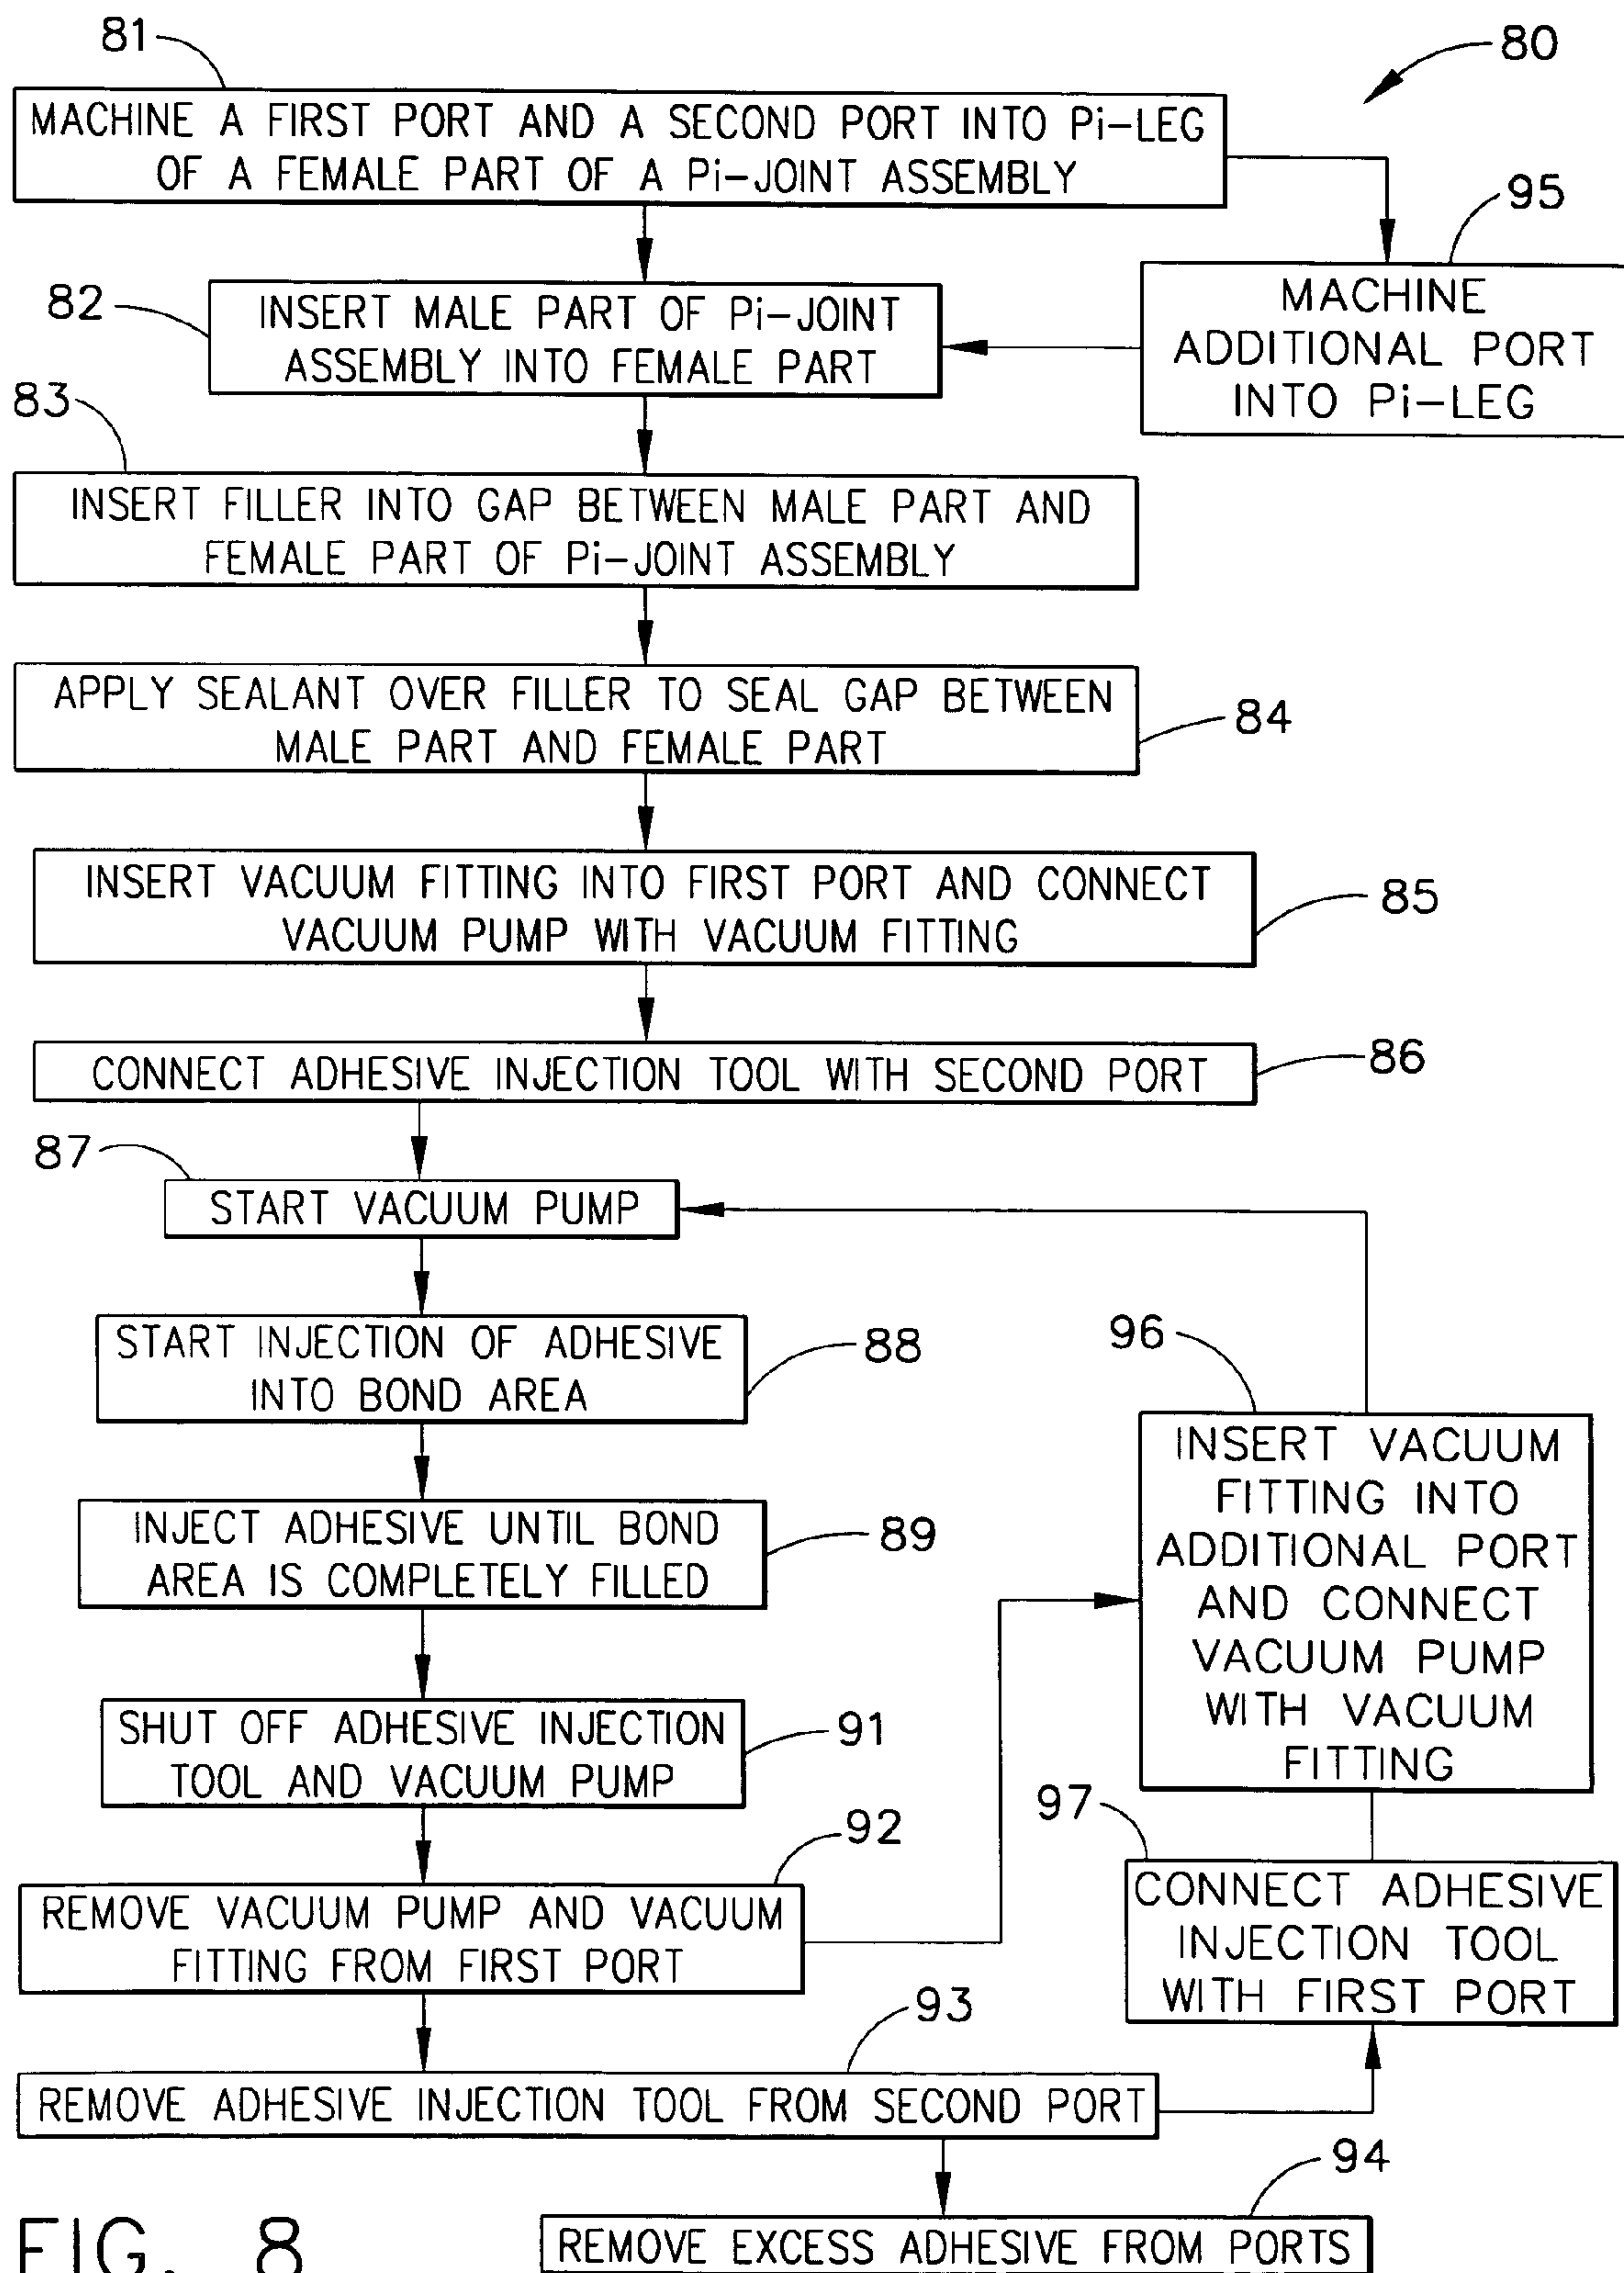 81
80
MACHINE A FIRST PORT AND A SECOND PORT INTO Pi-LEG
OF A FEMALE PART OF A Pi-JOINT ASSEMBLY
95
MACHINE
ADDITIONAL PORT
INTO Pi-LEG
82
INSERT MALE PART OF Pi-JOINT
ASSEMBLY INTO FEMALE PART
83
INSERT FILLER INTO GAP BETWEEN MALE PART AND
FEMALE PART OF Pi-JOINT ASSEMBLY
APPLY SEALANT OVER FILLER TO SEAL GAP BETWEEN
MALE PART AND FEMALE PART
84
INSERT VACUUM FITTING INTO FIRST PORT AND CONNECT
VACUUM PUMP WITH VACUUM FITTING
85
CONNECT ADHESIVE INJECTION TOOL WITH SECOND PORT
86
87
START VACUUM PUMP
START INJECTION OF ADHESIVE
INTO BOND AREA
88
INJECT ADHESIVE UNTIL BOND
AREA IS COMPLETELY FILLED
89
SHUT OFF ADHESIVE INJECTION
TOOL AND VACUUM PUMP
91
92
REMOVE VACUUM PUMP AND VACUUM
FITTING FROM FIRST PORT
96
INSERT VACUUM
FITTING INTO
ADDITIONAL PORT
AND CONNECT
VACUUM PUMP
WITH VACUUM
FITTING
97
CONNECT ADHESIVE
INJECTION TOOL
WITH FIRST PORT
93
REMOVE ADHESIVE INJECTION TOOL FROM SECOND PORT
94
REMOVE EXCESS ADHESIVE FROM PORTS
FIG. 8